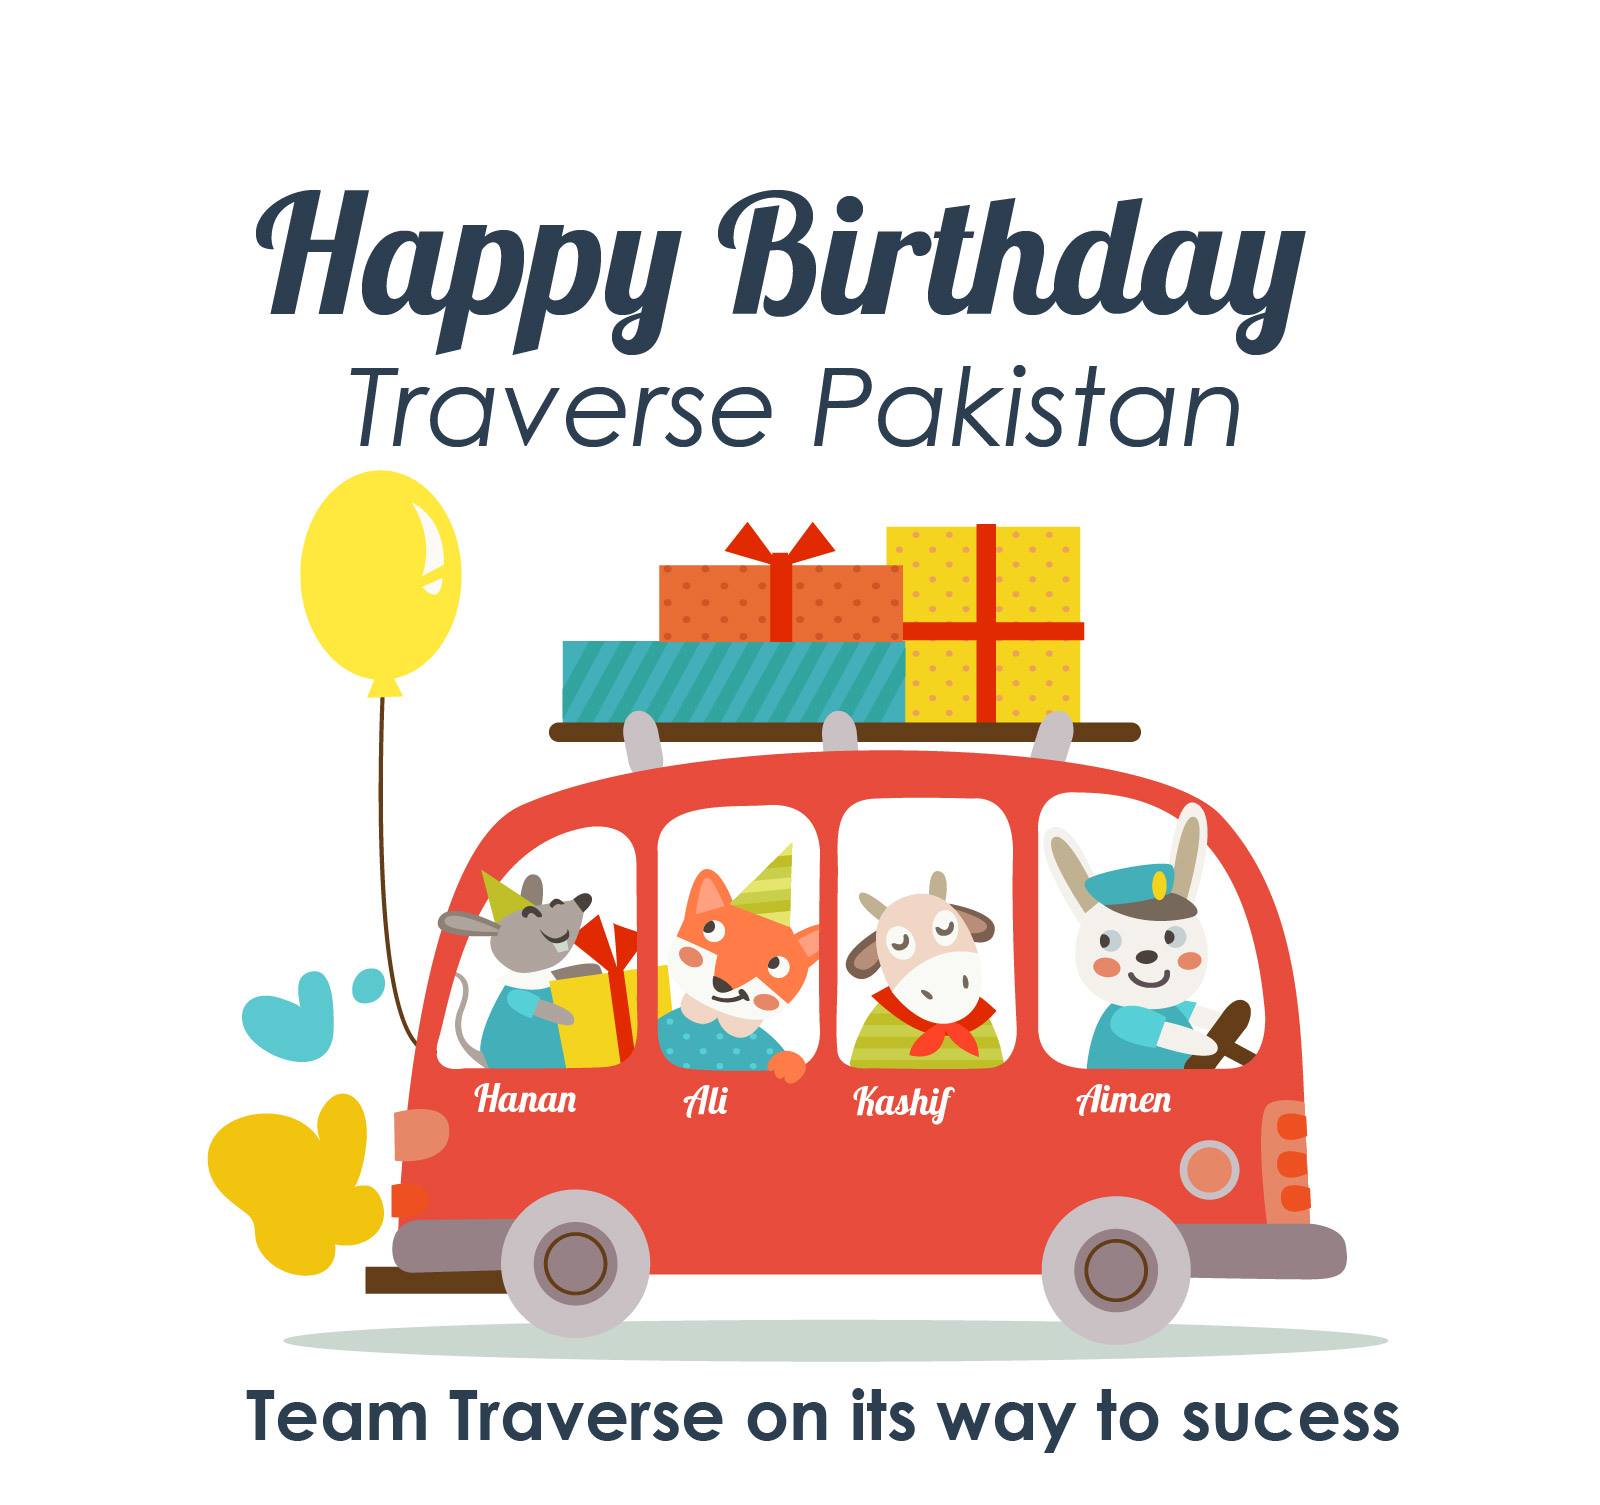 Happy Birthday
Traverse Pakistan
Hanan Ali Kashif Aimen
Team Traverse on its way to sucess